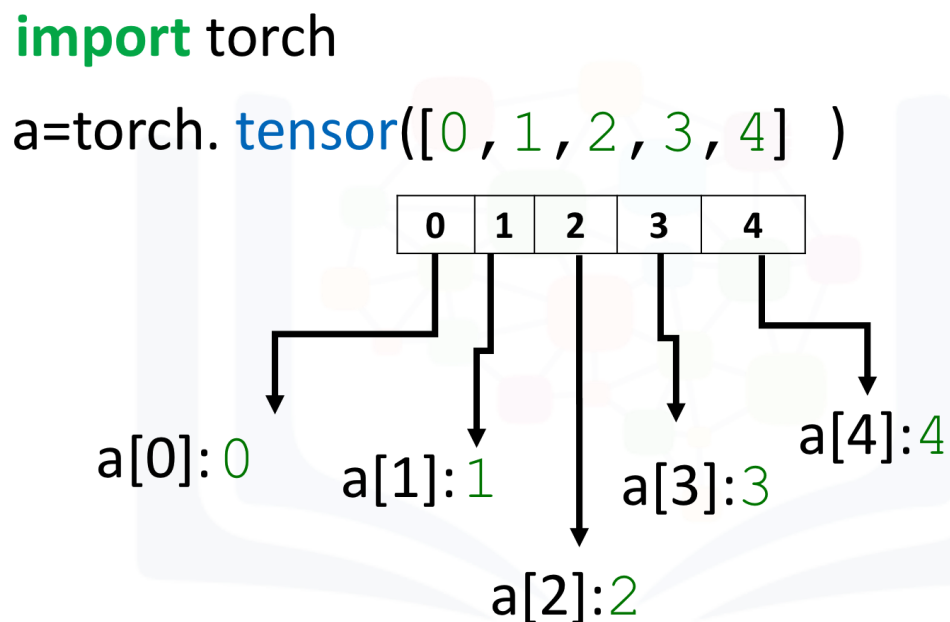 import torch
a=torch. tensor([0,1,2,3,4] )
0 1 2 3 4
a[0]:0
a[1]:1
a[2]:2
a[3]:3
a[4]:4